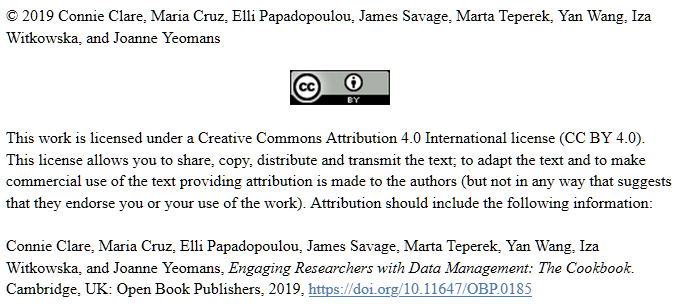 © 2019 Connie Clare, Maria Cruz, Elli Papadopoulou, James Savage, Marta Teperek, Yan Wang, Iza
Witkowska, and Joanne Yeomans
cc
BY
This work is licensed under a Creative Commons Attribution 4.0 International license (CC BY 4.0).
This license allows you to share, copy, distribute and transmit the text; to adapt the text and to make
commercial use of the text providing attribution is made to the authors (but not in any way that suggests
that they endorse you or your use of the work). Attribution should include the following information:
Connie Clare, Maria Cruz, Elli Papadopoulou, James Savage, Marta Teperek, Yan Wang, Iza
Witkowska, and Joanne Yeomans, Engaging Researchers with Data Management: The Cookbook.
Cambridge, UK: Open Book Publishers, 2019, https://doi.org/10.11647/OBP.0185